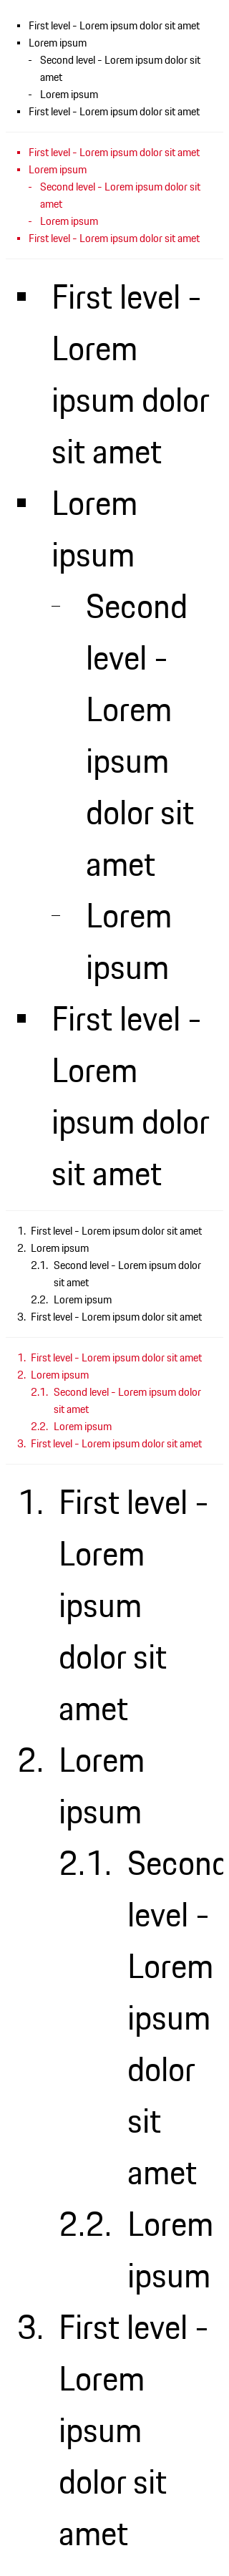 ▪ First level - Lorem ipsum dolor sit amet
▪ Lorem ipsum
- Second level - Lorem ipsum dolor sit
amet
- Lorem ipsum
▪ First level - Lorem ipsum dolor sit amet
▪ First level - Lorem ipsum dolor sit amet
▪ Lorem ipsum
- Second level - Lorem ipsum dolor sit
amet
- Lorem ipsum
▪ First level - Lorem ipsum dolor sit amet
▪ First level -
Lorem
ipsum dolor
sit amet
▪ Lorem
ipsum
– Second
level -
Lorem
ipsum
dolor sit
amet
– Lorem
ipsum
▪ First level -
Lorem
ipsum dolor
sit amet
1. First level - Lorem ipsum dolor sit amet
2. Lorem ipsum
2.1. Second level - Lorem ipsum dolor
sit amet
2.2. Lorem ipsum
3. First level - Lorem ipsum dolor sit amet
1. First level - Lorem ipsum dolor sit amet
2. Lorem ipsum
2.1. Second level - Lorem ipsum dolor
sit amet
2.2. Lorem ipsum
3. First level - Lorem ipsum dolor sit amet
1. First level -
Lorem
ipsum
dolor sit
amet
2. Lorem
ipsum
2.1. Second
level -
Lorem
ipsum
dolor
sit
amet
2.2. Lorem
ipsum
3. First level -
Lorem
ipsum
dolor sit
amet